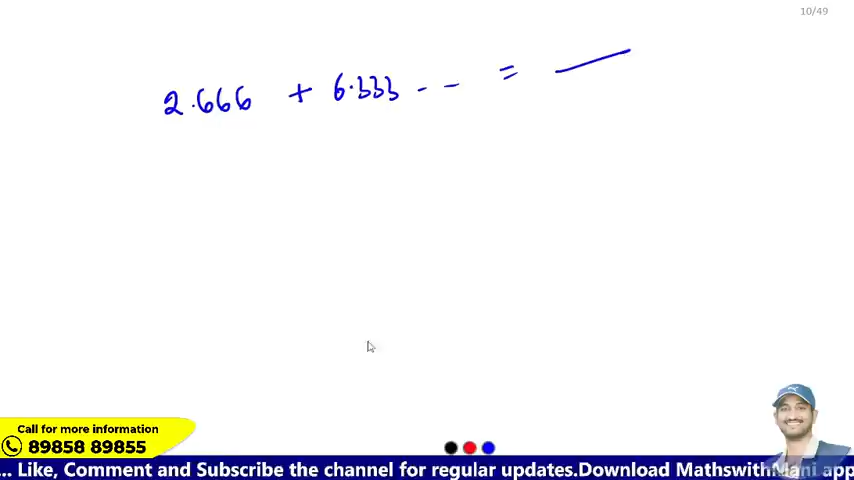 10/49
2.666 + 6.333 - - = —
Call for more information
89858 89855
... Like, Comment and Subscribe the channel for regular updates.Download MathswithMani app